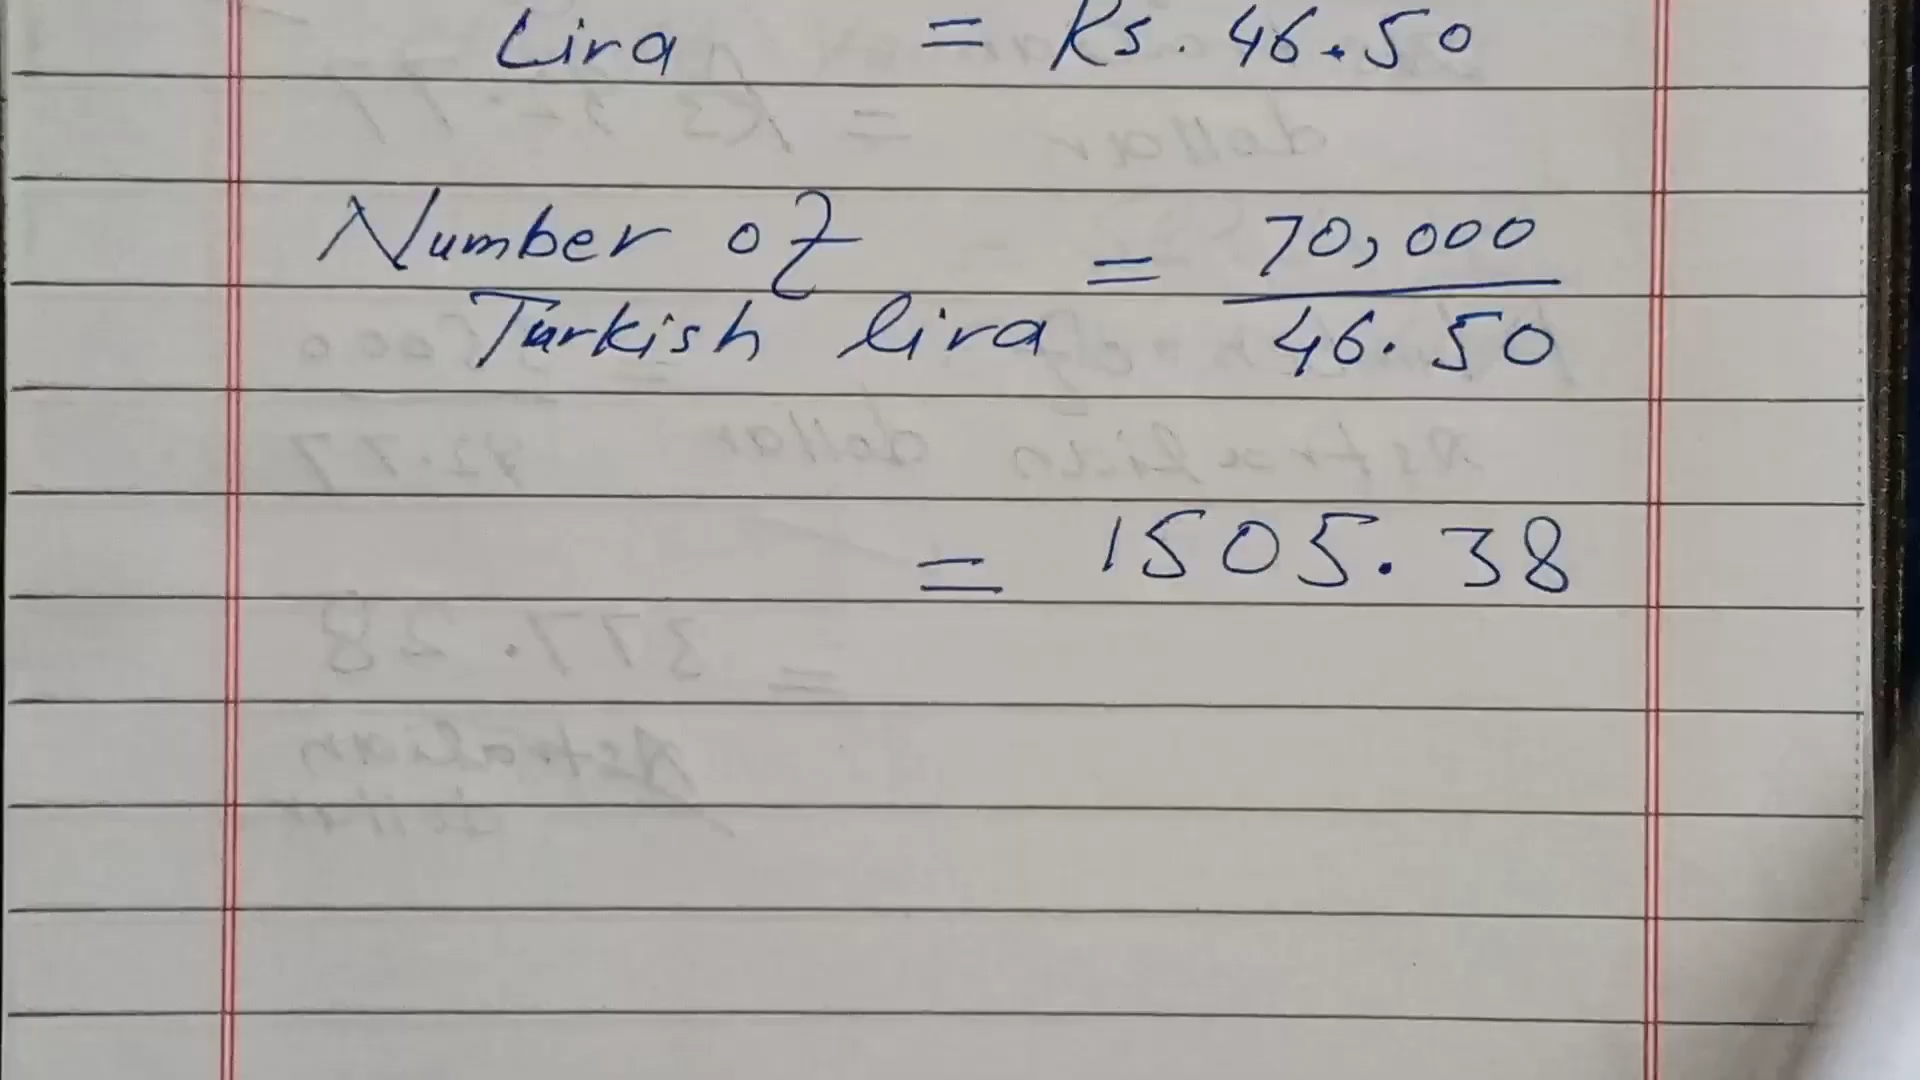 Lira = Rs. 46.50
Number of
Turkish lira = 70,000 / 46.50
= 1505.38